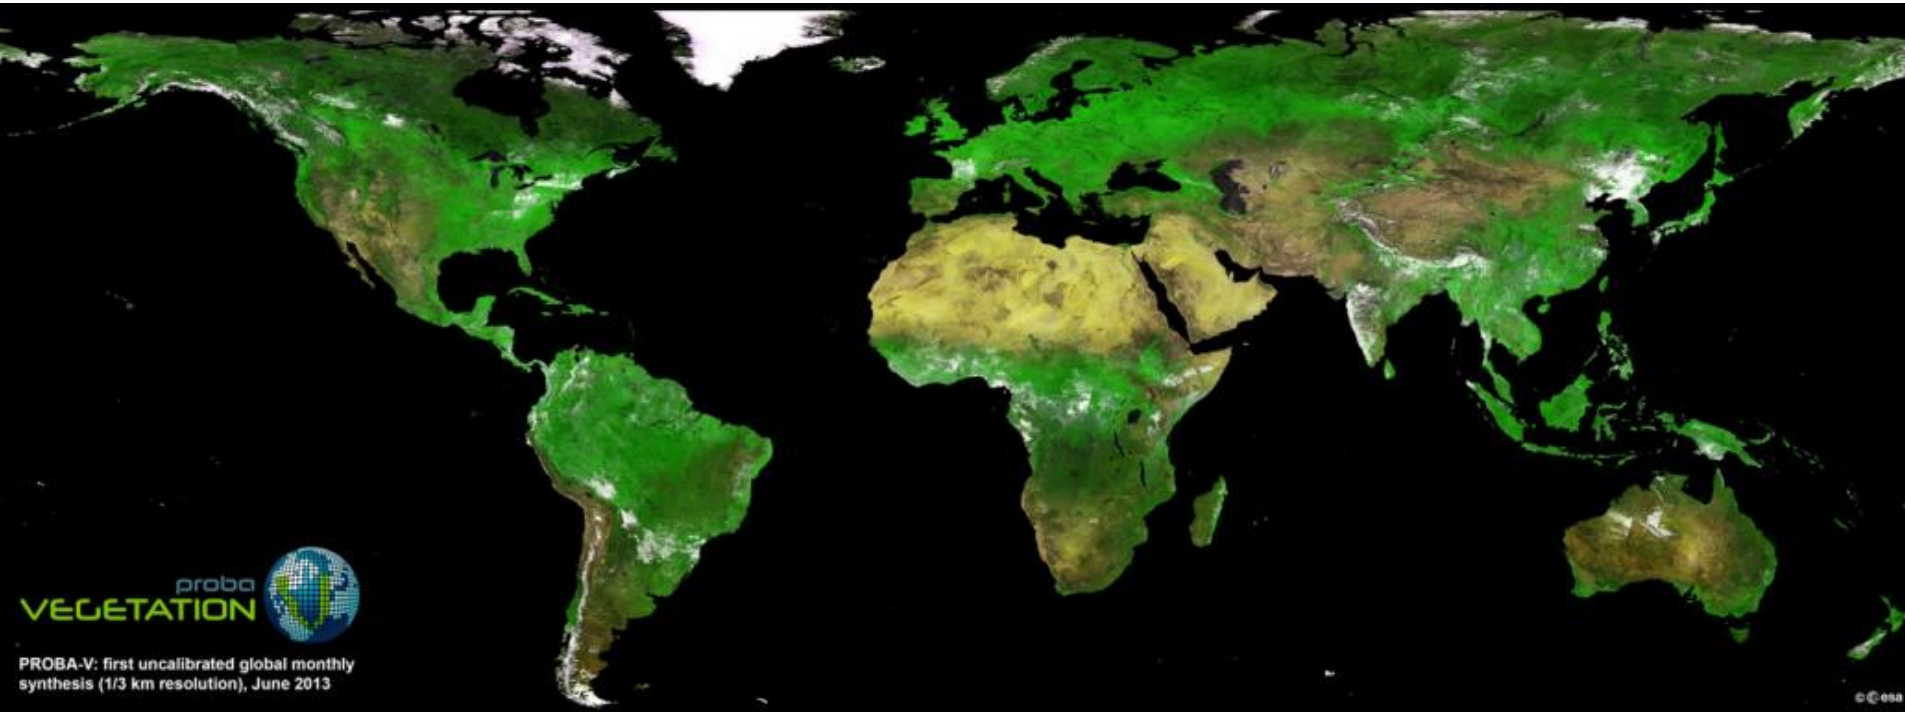 proba
VEGETATION
PROBA-V: first uncalibrated global monthly
synthesis (1/3 km resolution), June 2013
© esa